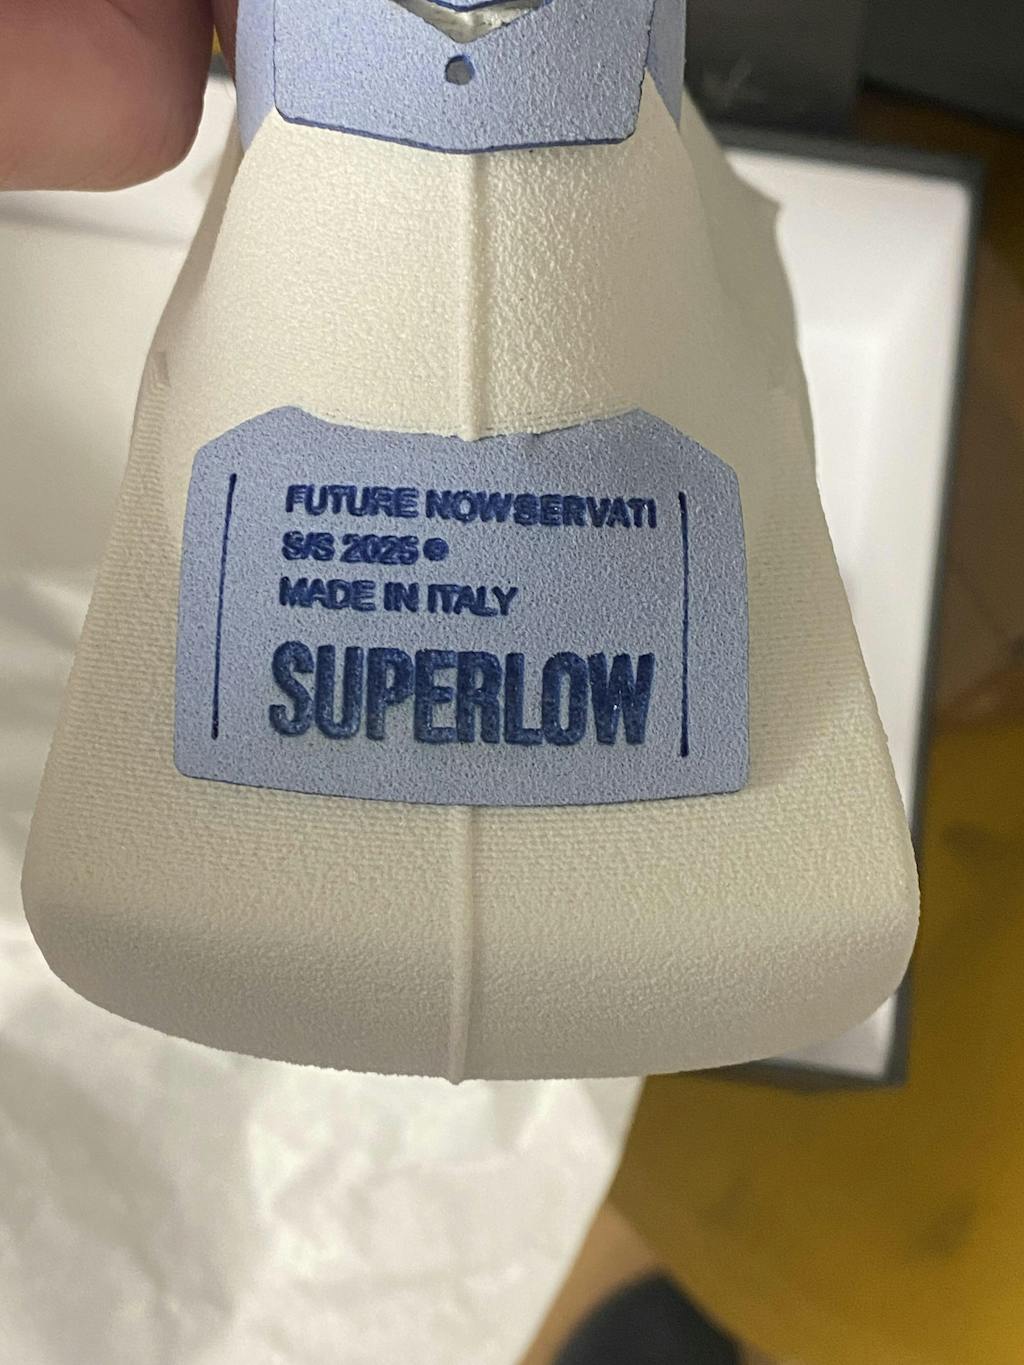 FUTURE NOWSERVATI
S/S 2025 ®
MADE IN ITALY
SUPERLOW